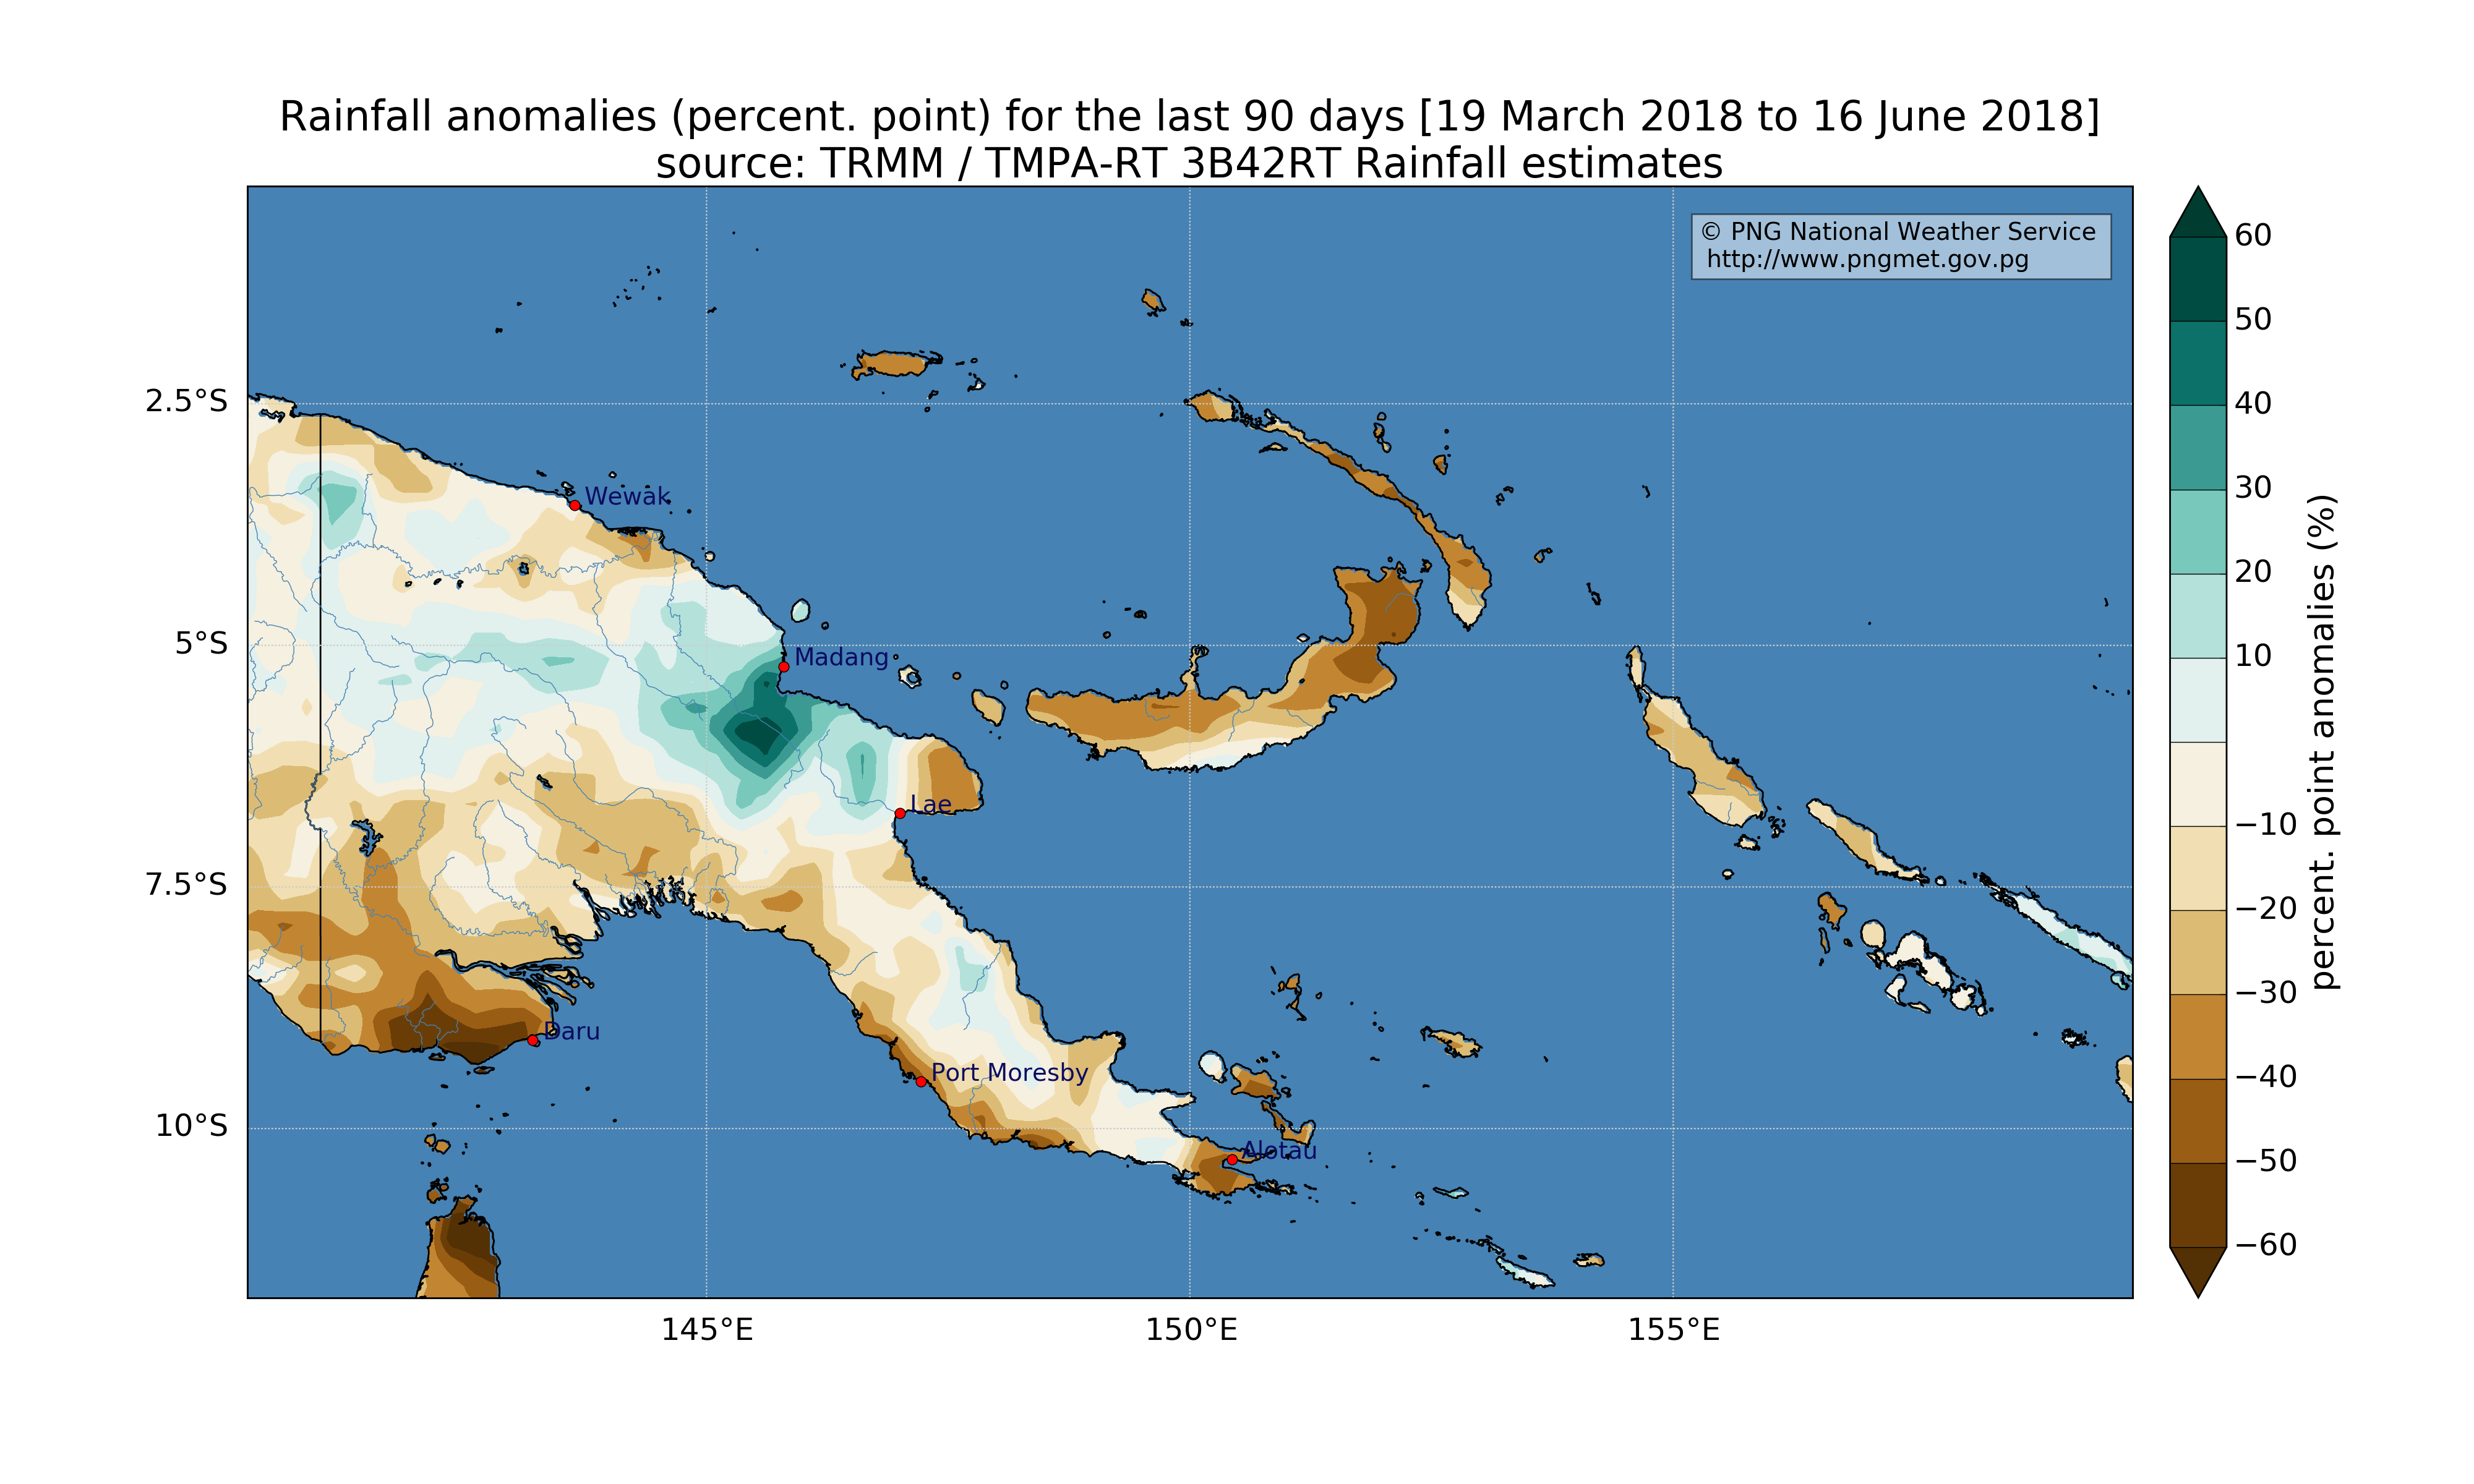 Rainfall anomalies (percent. point) for the last 90 days [19 March 2018 to 16 June 2018]
source: TRMM / TMPA-RT 3B42RT Rainfall estimates
© PNG National Weather Service
http://www.pngmet.gov.pg
2.5°S
5°S
7.5°S
10°S
Wewak
Madang
Lae
Daru
Port Moresby
Alotau
145°E
150°E
155°E
60
50
40
30
20
10
−10
−20
−30
−40
−50
−60
percent. point anomalies (%)